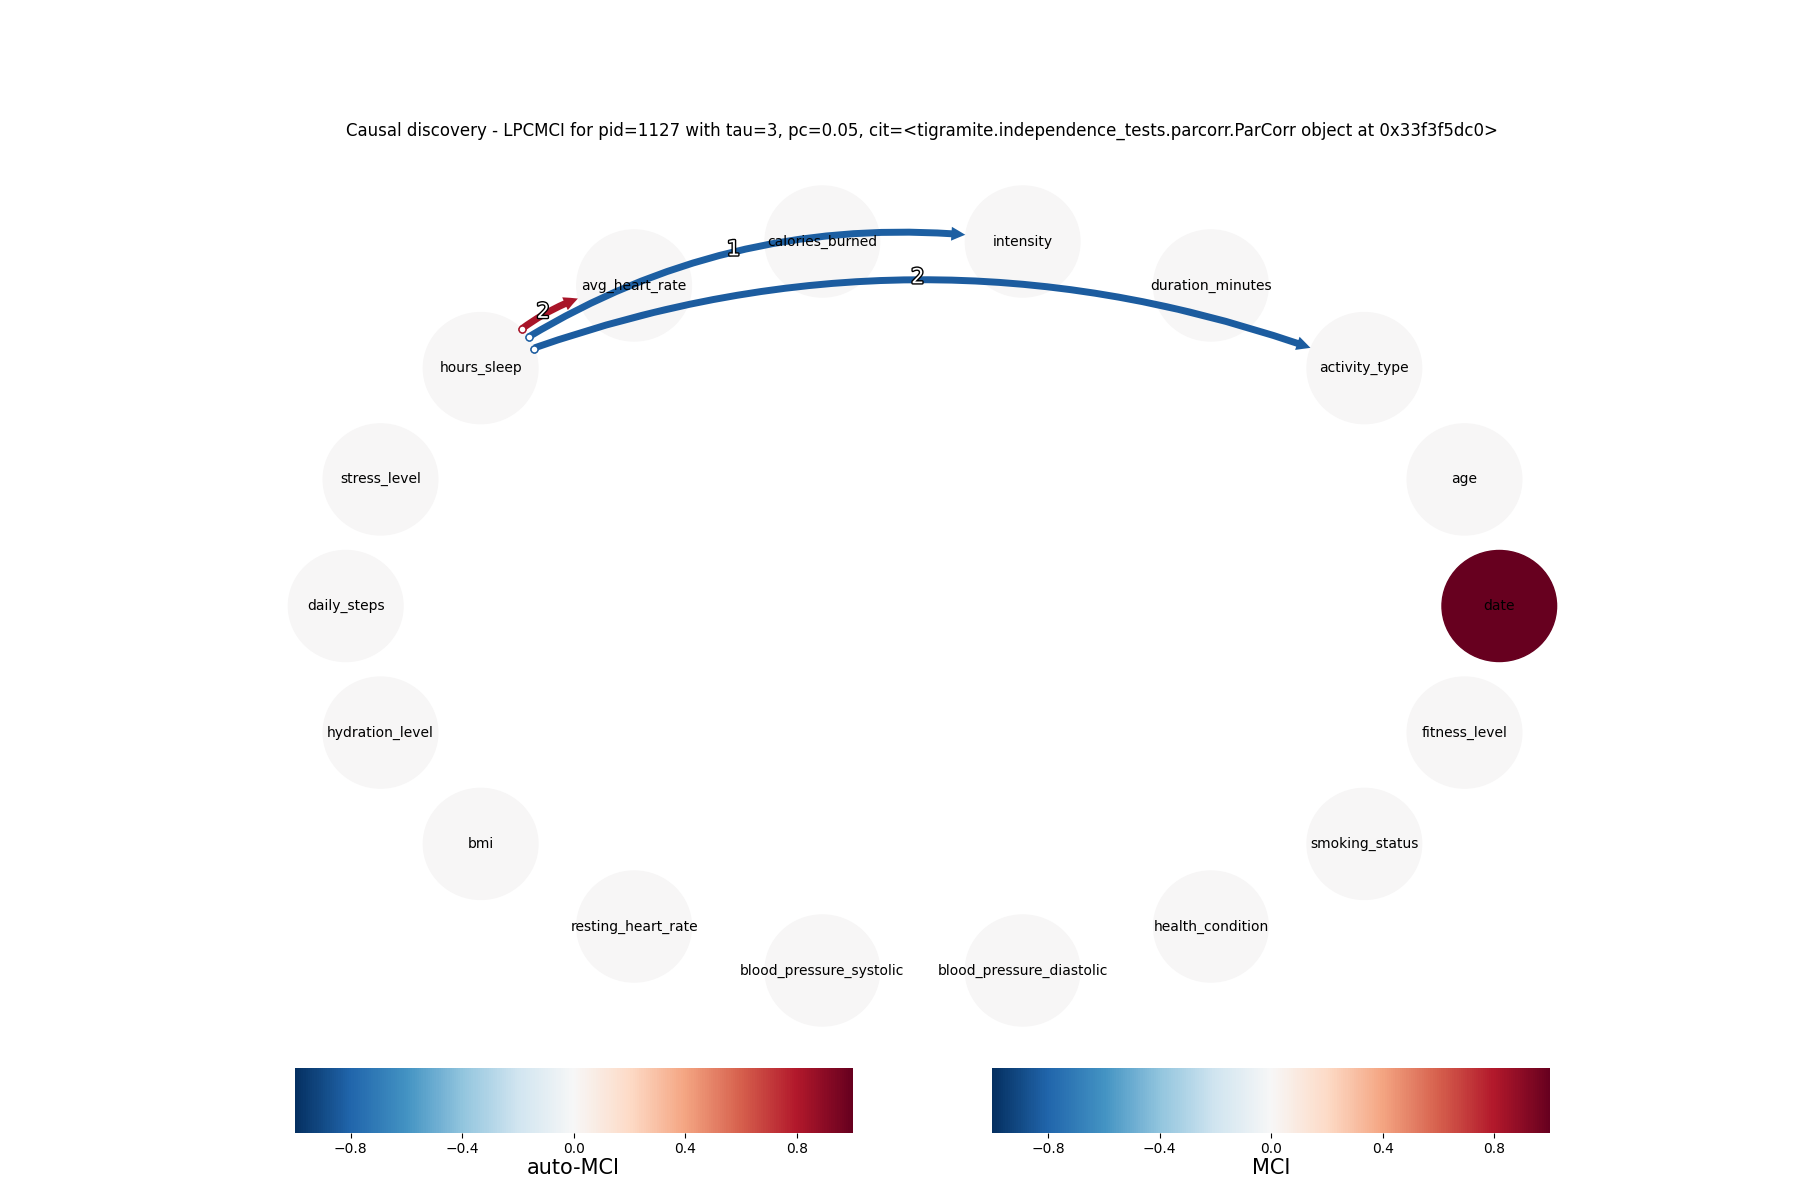 Causal discovery - LPCMCI for pid=1127 with tau=3, pc=0.05, cit=<tigramite.independence_tests.parcorr.ParCorr object at 0x33f3f5dc0>
calories_burned
intensity
1
2
avg_heart_rate
duration_minutes
2
hours_sleep
activity_type
stress_level
age
daily_steps
date
hydration_level
fitness_level
bmi
smoking_status
resting_heart_rate
health_condition
blood_pressure_systolic
blood_pressure_diastolic
−0.8 −0.4 0.0 0.4 0.8
auto-MCI
−0.8 −0.4 0.0 0.4 0.8
MCI